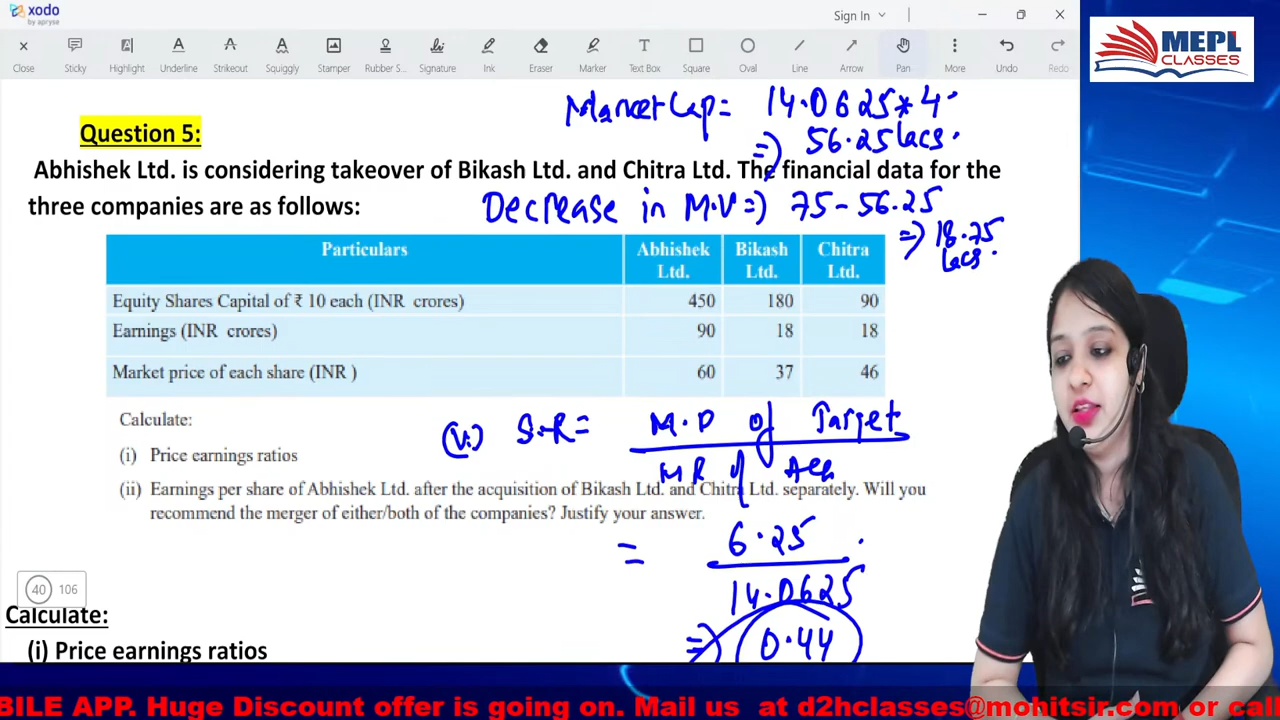 xodo
by apryse
Sign In
Close
Sticky
Highlight
Underline
Strikeout
Squiggly
Stamper
Rubber
Signature
Pen
Eraser
Marker
Text Box
Square
Oval
Line
Arrow
Pan
More
Undo
Redo
MEPL
CLASSES
Market Cap = 14.0625*4
=) 56.25 lacs.
Question 5:
Abhishek Ltd. is considering takeover of Bikash Ltd. and Chitra Ltd. The financial data for the
three companies are as follows:
Decrease in M.V =) 75 - 56.25
=) 18.75
lacs.
Particulars Abhishek Ltd. Bikash Ltd. Chitra Ltd.
Equity Shares Capital of ₹ 10 each (INR crores) 450 180 90
Earnings (INR crores) 90 18 18
Market price of each share (INR ) 60 37 46
Calculate:
S.R =
M.P of Target
(i) Price earnings ratios
(ii) Earnings per share of Abhishek Ltd. after the acquisition of Bikash Ltd. and Chitra Ltd. separately. Will you
recommend the merger of either/both of the companies? Justify your answer.
= 6.25
14.0625
=) 0.44
40 106
Calculate:
(i) Price earnings ratios
BILE APP. Huge Discount offer is going on. Mail us at d2hclasses@mohitsir.com or call